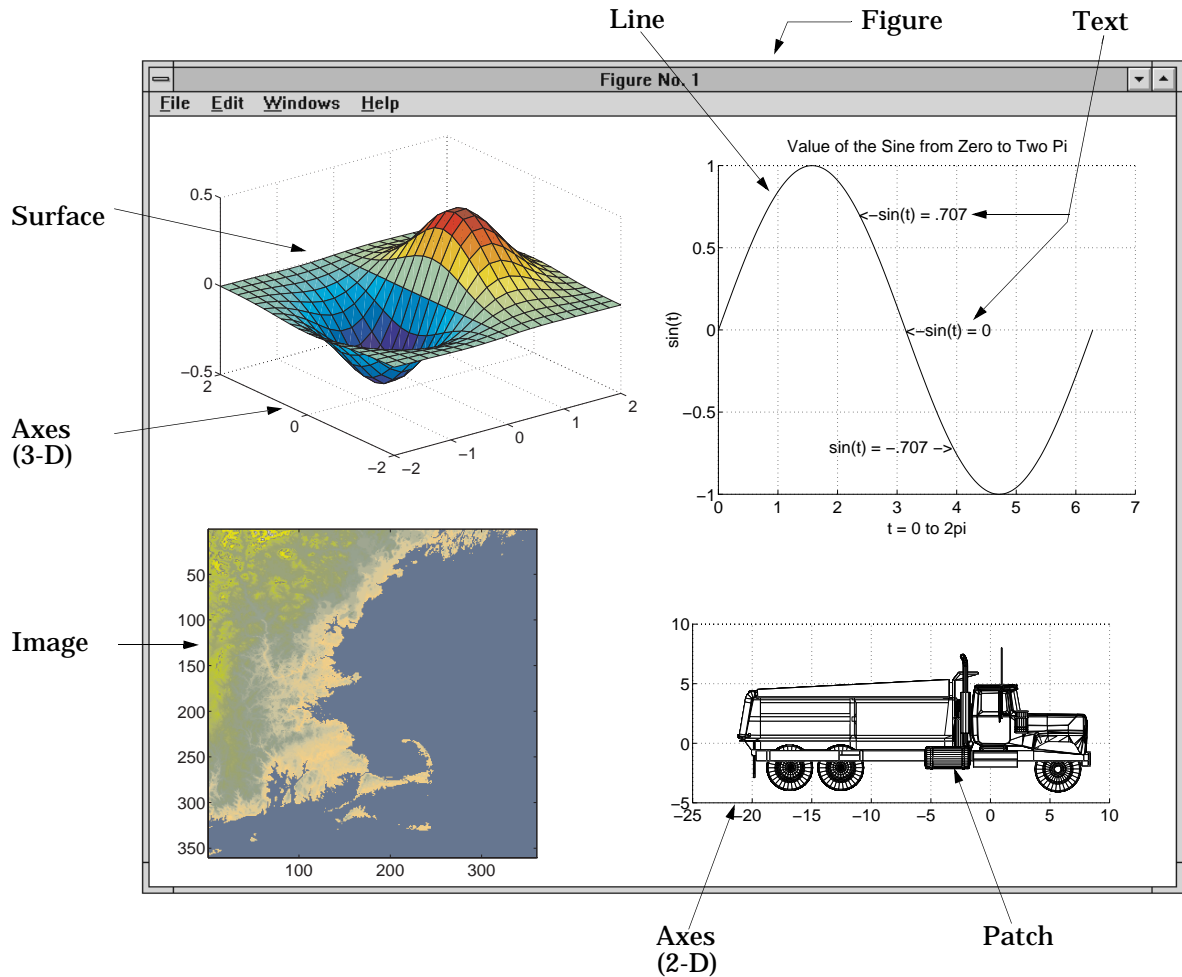 Line
Figure
Text
Figure No. 1
File Edit Windows Help
Surface
0.5
0
−0.5
2
0
−2
−2
−1
0
1
2
Axes
(3-D)
Value of the Sine from Zero to Two Pi
1
0.5
0
−0.5
−1
sin(t)
<−sin(t) = .707
<−sin(t) = 0
sin(t) = −.707 −>
0 1 2 3 4 5 6 7
t = 0 to 2pi
Image
50
100
150
200
250
300
350
100 200 300
10
5
0
−5
−25 −20 −15 −10 −5 0 5 10
Axes
(2-D)
Patch